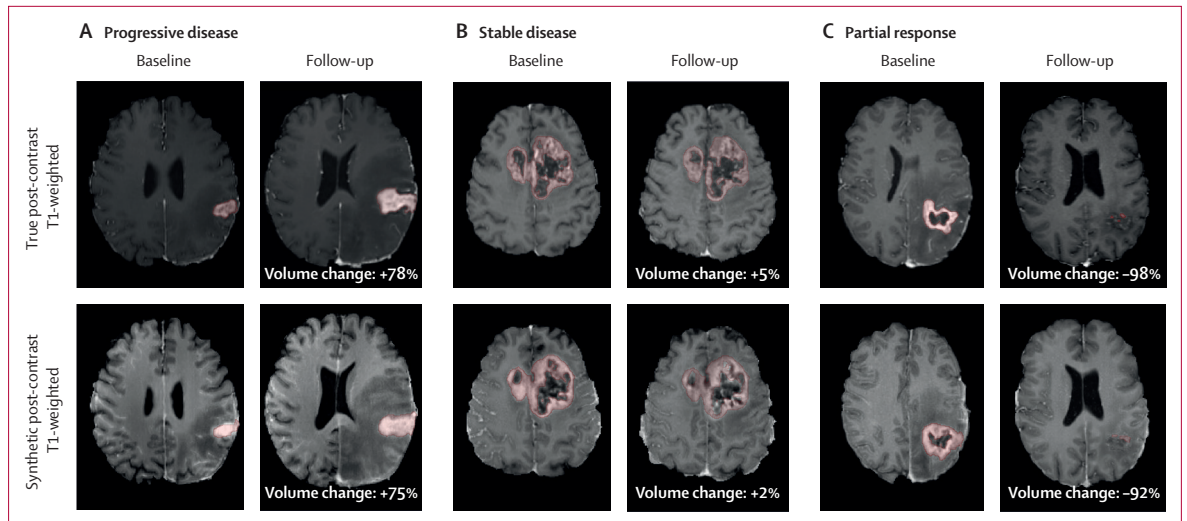 A Progressive disease
B Stable disease
C Partial response
Baseline
Follow-up
Baseline
Follow-up
Baseline
Follow-up
True post-contrast
T1-weighted
Volume change: +78%
Volume change: +5%
Volume change: –98%
Synthetic post-contrast
T1-weighted
Volume change: +75%
Volume change: +2%
Volume change: –92%